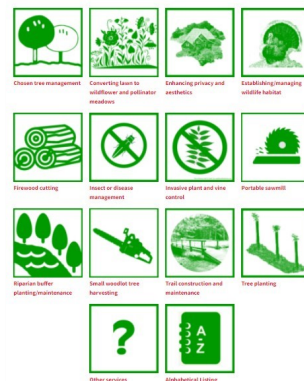 Chosen tree management
Converting lawn to
wildflower and pollinator
meadows
Enhancing privacy and
aesthetics
Establishing/managing
wildlife habitat
Firewood cutting
Insect or disease
management
Invasive plant and vine
control
Portable sawmill
Riparian buffer
planting/maintenance
Small woodlot tree
harvesting
Trail construction and
maintenance
Tree planting
?
Other services
A
-
Z
Alphabetical Listing